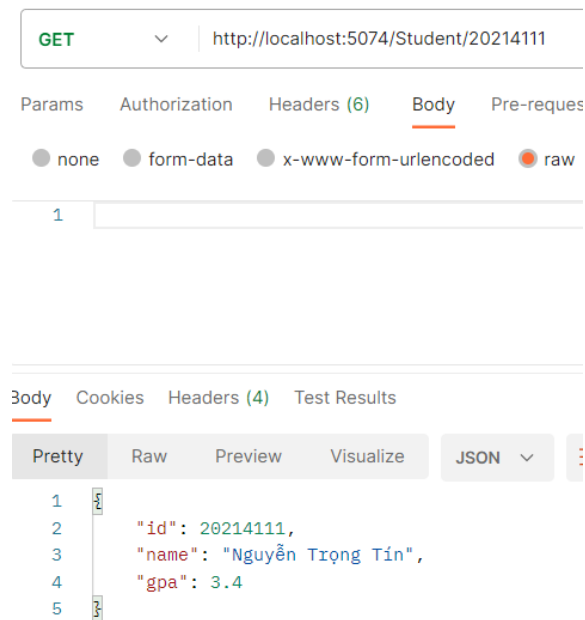 GET http://localhost:5074/Student/20214111
Params Authorization Headers (6) Body Pre-reques
none form-data x-www-form-urlencoded raw
1
Body Cookies Headers (4) Test Results
Pretty Raw Preview Visualize JSON
1 {
2 "id": 20214111,
3 "name": "Nguyễn Trọng Tín",
4 "gpa": 3.4
5 }